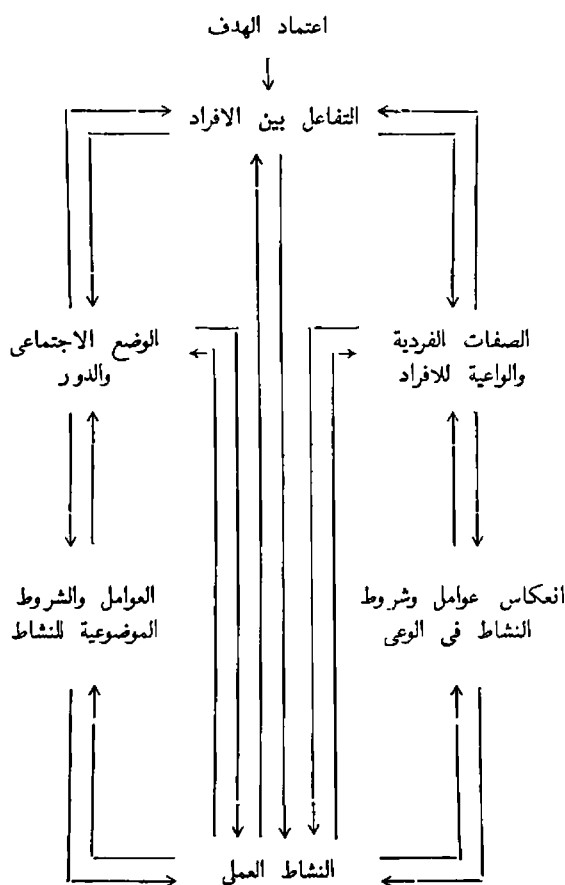 اعتماد الهدف
التفاعل بين الافراد
الصفات الفردية
والواعية للافراد
الوضع الاجتماعى
والدور
انعكاس عوامل وشروط
النشاط فى الوعى
العوامل والشروط
الموضوعية للنشاط
النشاط العملى